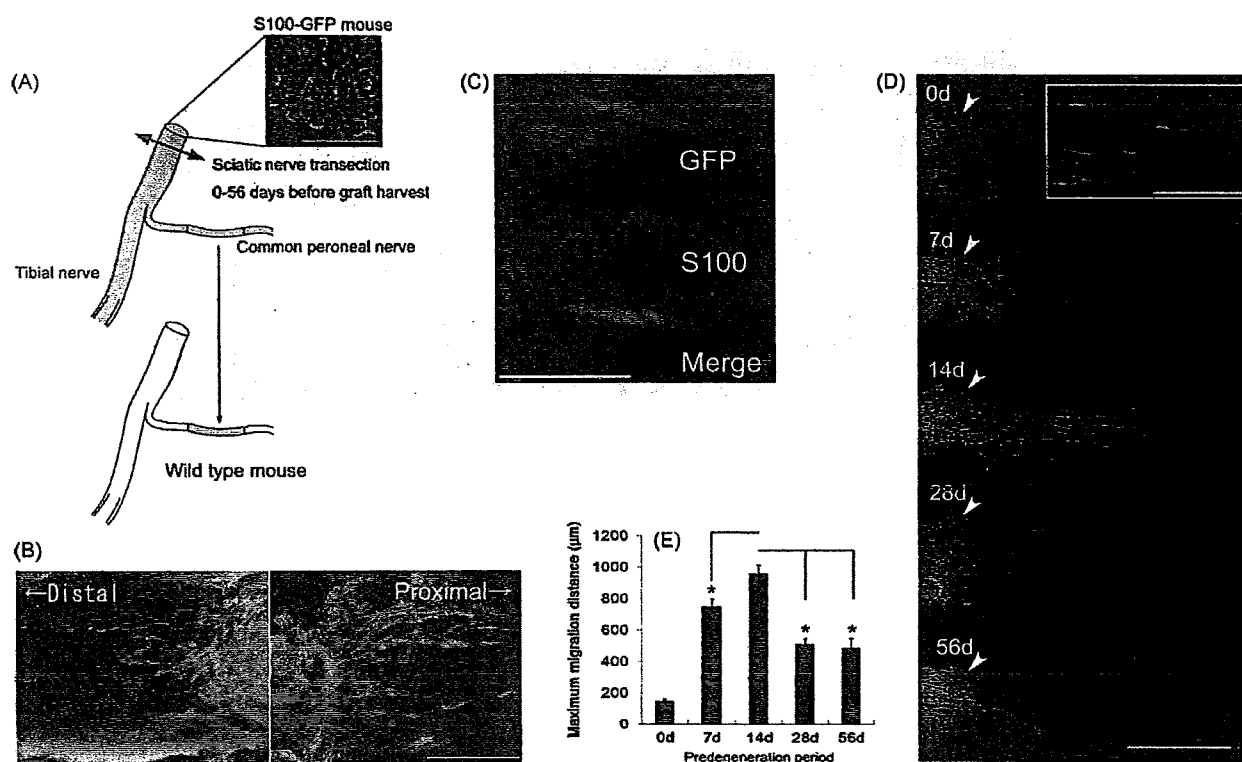 S100-GFP mouse
(A)
Sciatic nerve transection
0-56 days before graft harvest
Common peroneal nerve
Tibial nerve
Wild type mouse
(B)
←Distal
Proximal→
(C)
GFP
S100
Merge
(D)
0d
7d
14d
28d
56d
(E)
Maximum migration distance (µm)
1200
1000
800
600
400
200
0
*
*
*
0d 7d 14d 28d 56d
Predegeneration period